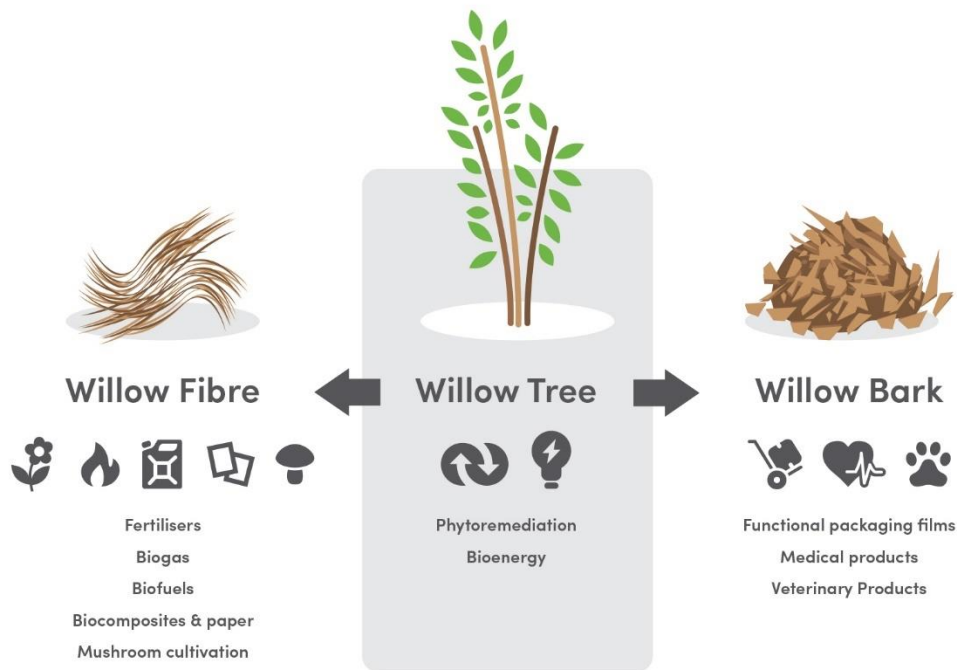 Willow Fibre
Fertilisers
Biogas
Biofuels
Biocomposites & paper
Mushroom cultivation
Willow Tree
Phytoremediation
Bioenergy
Willow Bark
Functional packaging films
Medical products
Veterinary Products